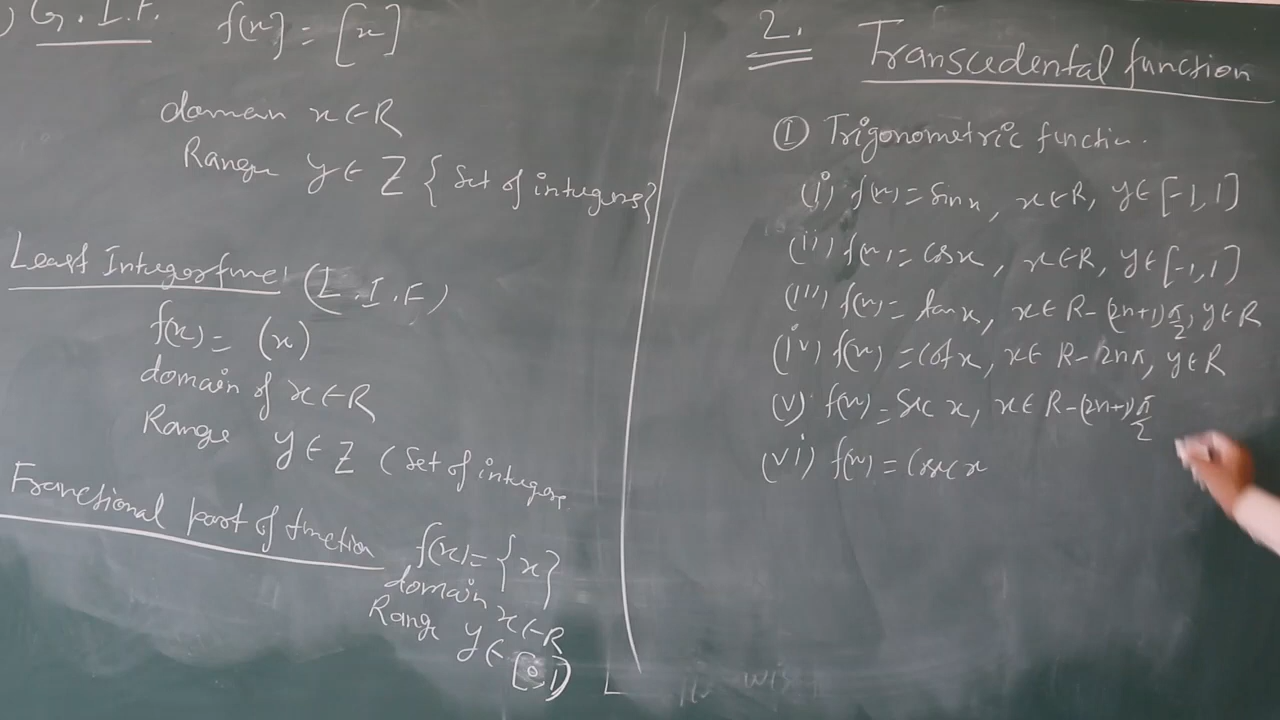 ) G.I.F. f(x) = [x]
domain x ∈ R
Range y ∈ Z { Set of integers}
Least Integer func! (L.I.F)
f(x) = (x)
domain of x ∈ R
Range y ∈ Z ( Set of integers
Franctional part of function
f(x) = {x}
domain x ∈ R
Range y ∈ [0,1)
2. Transcedental function
① Trigonometric function.
(i) f(x) = Sin x, x ∈ R, y ∈ [-1, 1]
(ii) f(x) = cos x, x ∈ R, y ∈ [-1, 1]
(iii) f(x) = tan x, x ∈ R - (2n+1)π/2, y ∈ R
(iv) f(x) = Cot x, x ∈ R - 2nπ, y ∈ R
(v) f(x) = Sec x, x ∈ R - (2n+1)π/2
(vi) f(x) = Cosec x